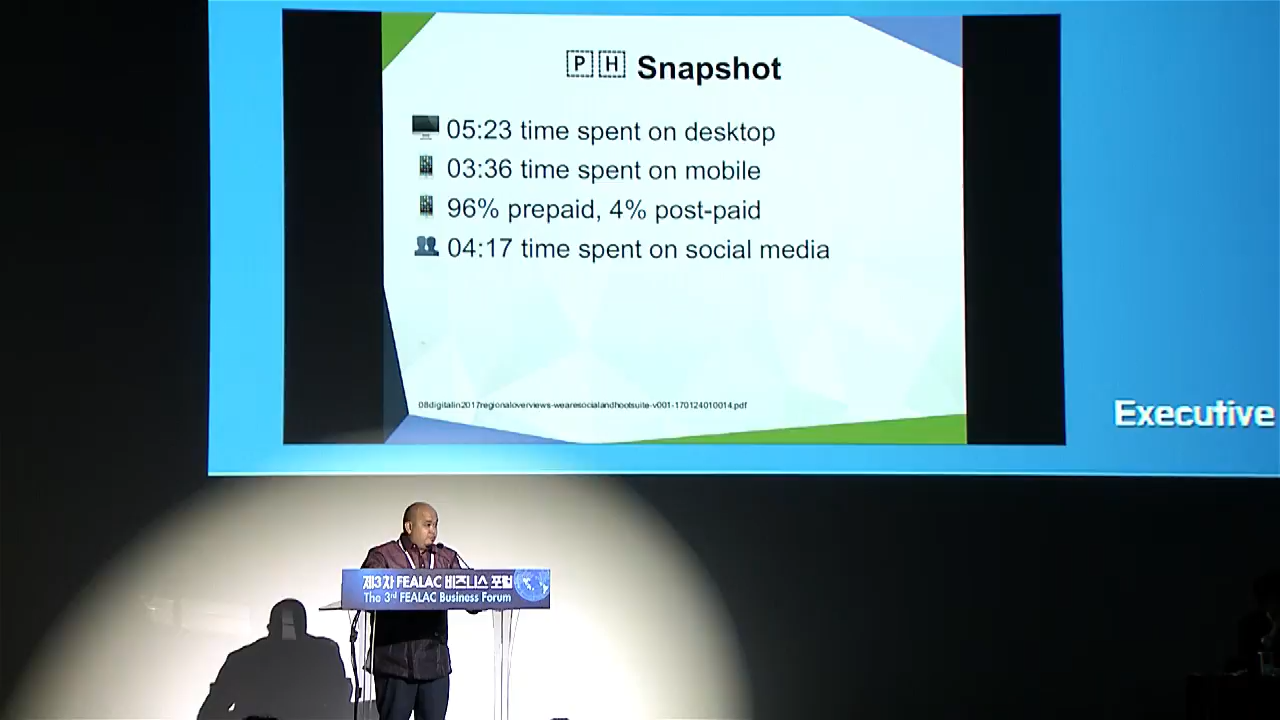 PH Snapshot
05:23 time spent on desktop
03:36 time spent on mobile
96% prepaid, 4% post-paid
04:17 time spent on social media
08digitalin2017regionaloverviews-wearesocialandhootsuite-v001-170124010014.pdf
Executive
제3차 FEALAC 비즈니스 포럼
The 3rd FEALAC Business Forum